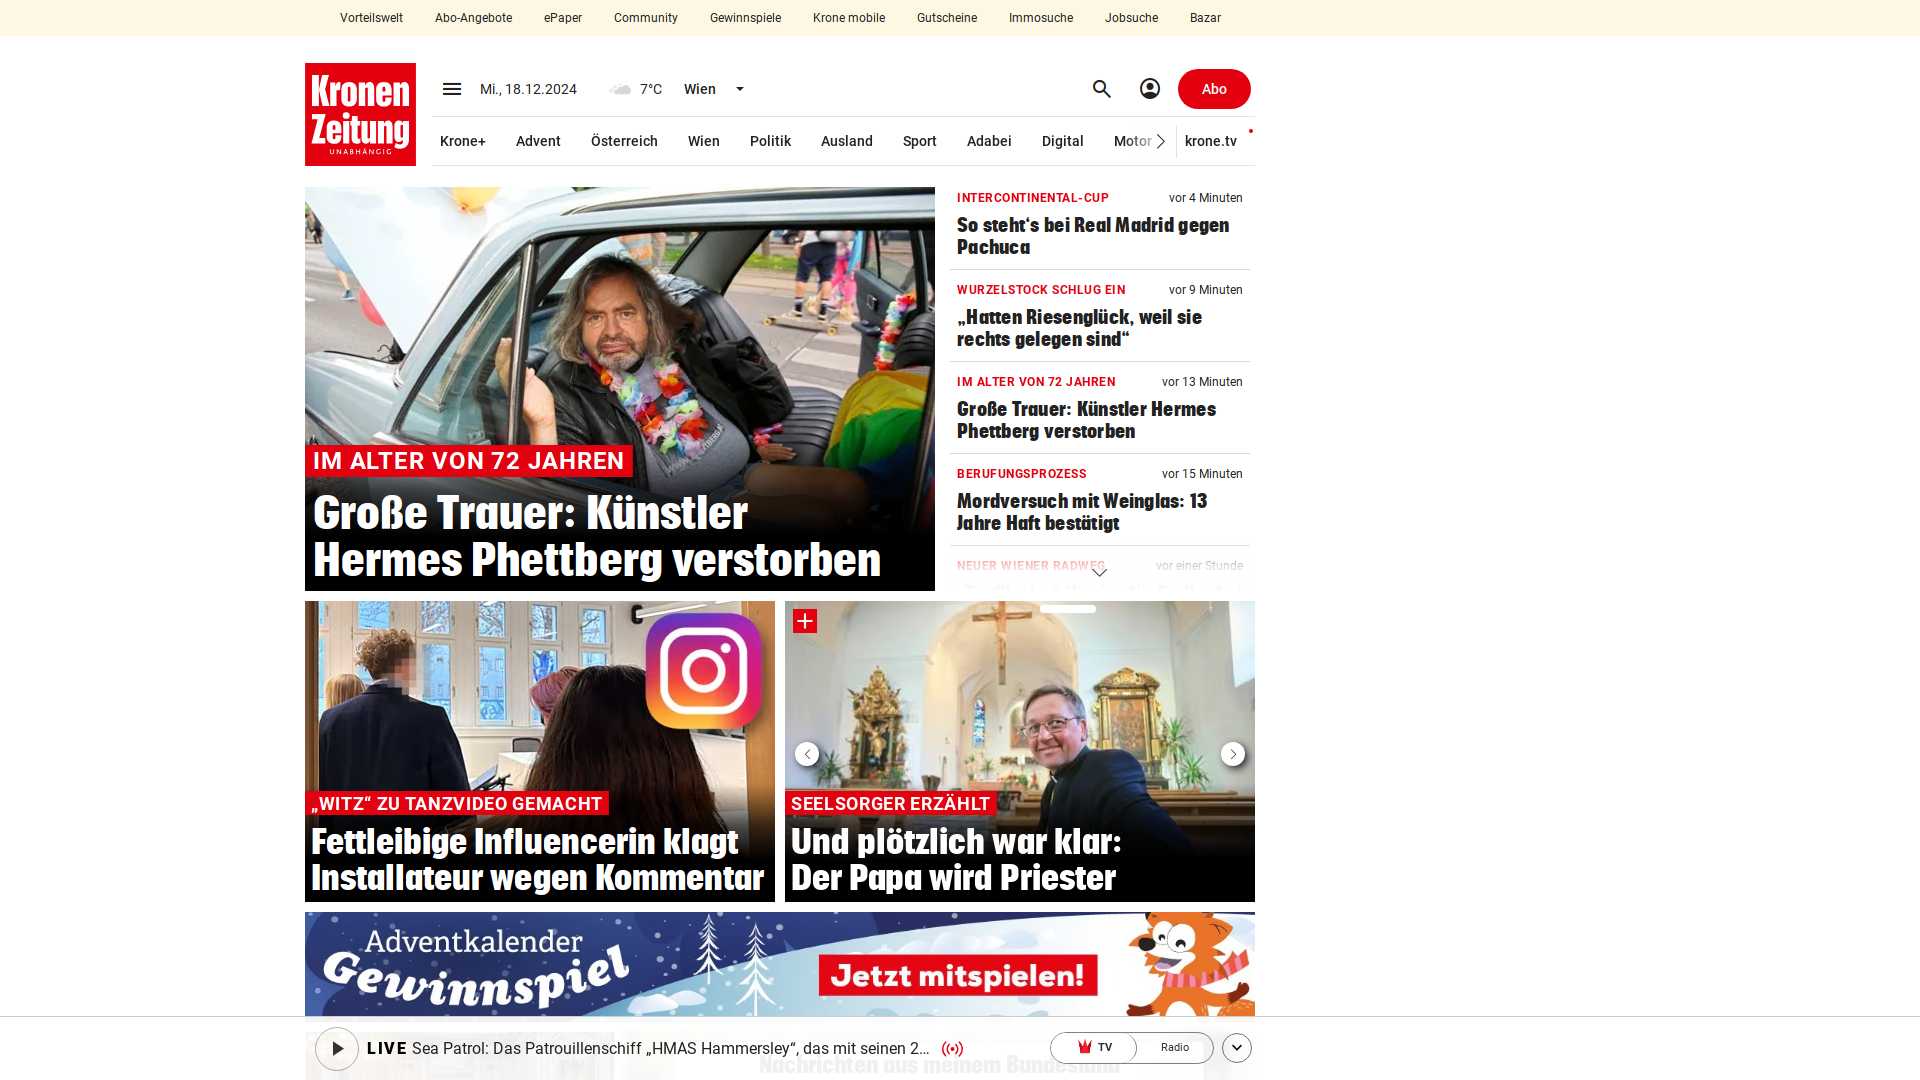 Vorteilswelt Abo-Angebote ePaper Community Gewinnspiele Krone mobile Gutscheine Immosuche Jobsuche Bazar
Kronen
Zeitung
UNABHÄNGIG
Mi., 18.12.2024 7°C Wien Abo
Krone+ Advent Österreich Wien Politik Ausland Sport Adabei Digital Motor krone.tv
IM ALTER VON 72 JAHREN
Große Trauer: Künstler
Hermes Phettberg verstorben
INTERCONTINENTAL-CUP vor 4 Minuten
So steht‘s bei Real Madrid gegen
Pachuca
WURZELSTOCK SCHLUG EIN vor 9 Minuten
„Hatten Riesenglück, weil sie
rechts gelegen sind“
IM ALTER VON 72 JAHREN vor 13 Minuten
Große Trauer: Künstler Hermes
Phettberg verstorben
BERUFUNGSPROZESS vor 15 Minuten
Mordversuch mit Weinglas: 13
Jahre Haft bestätigt
NEUER WIENER RADWEG vor einer Stunde
„WITZ“ ZU TANZVIDEO GEMACHT
Fettleibige Influencerin klagt
Installateur wegen Kommentar
SEELSORGER ERZÄHLT
Und plötzlich war klar:
Der Papa wird Priester
Adventkalender
Gewinnspiel
Jetzt mitspielen!
LIVE Sea Patrol: Das Patrouillenschiff „HMAS Hammersley“, das mit seinen 2... TV Radio
Nachrichten aus meinem Bundesland